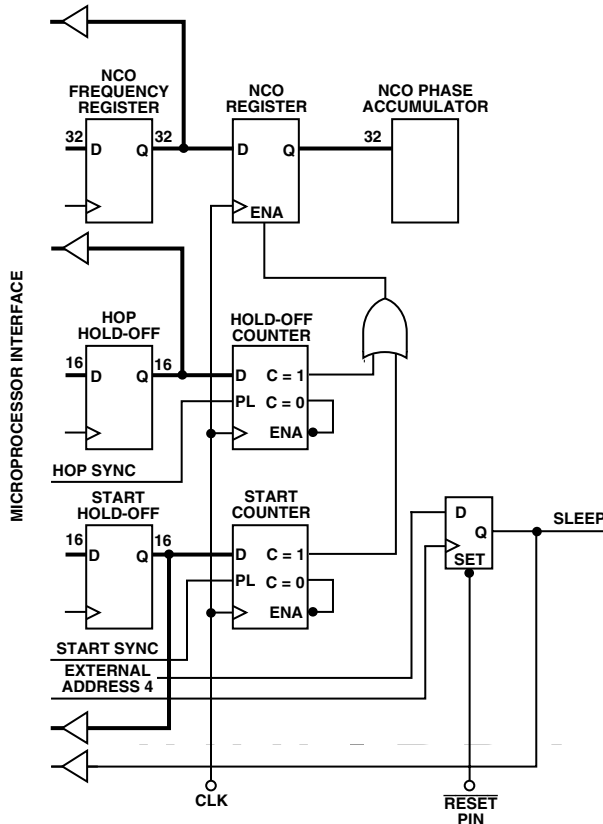 NCO
FREQUENCY
REGISTER
NCO
REGISTER
NCO PHASE
ACCUMULATOR
32
32
32
D
Q
D
Q
ENA
MICROPROCESSOR INTERFACE
HOP
HOLD-OFF
HOLD-OFF
COUNTER
16
16
D
Q
D
C = 1
PL
C = 0
ENA
HOP SYNC
START
HOLD-OFF
START
COUNTER
16
16
D
Q
D
C = 1
PL
C = 0
ENA
D
Q
SET
SLEEP
START SYNC
EXTERNAL
ADDRESS 4
CLK
RESET
PIN